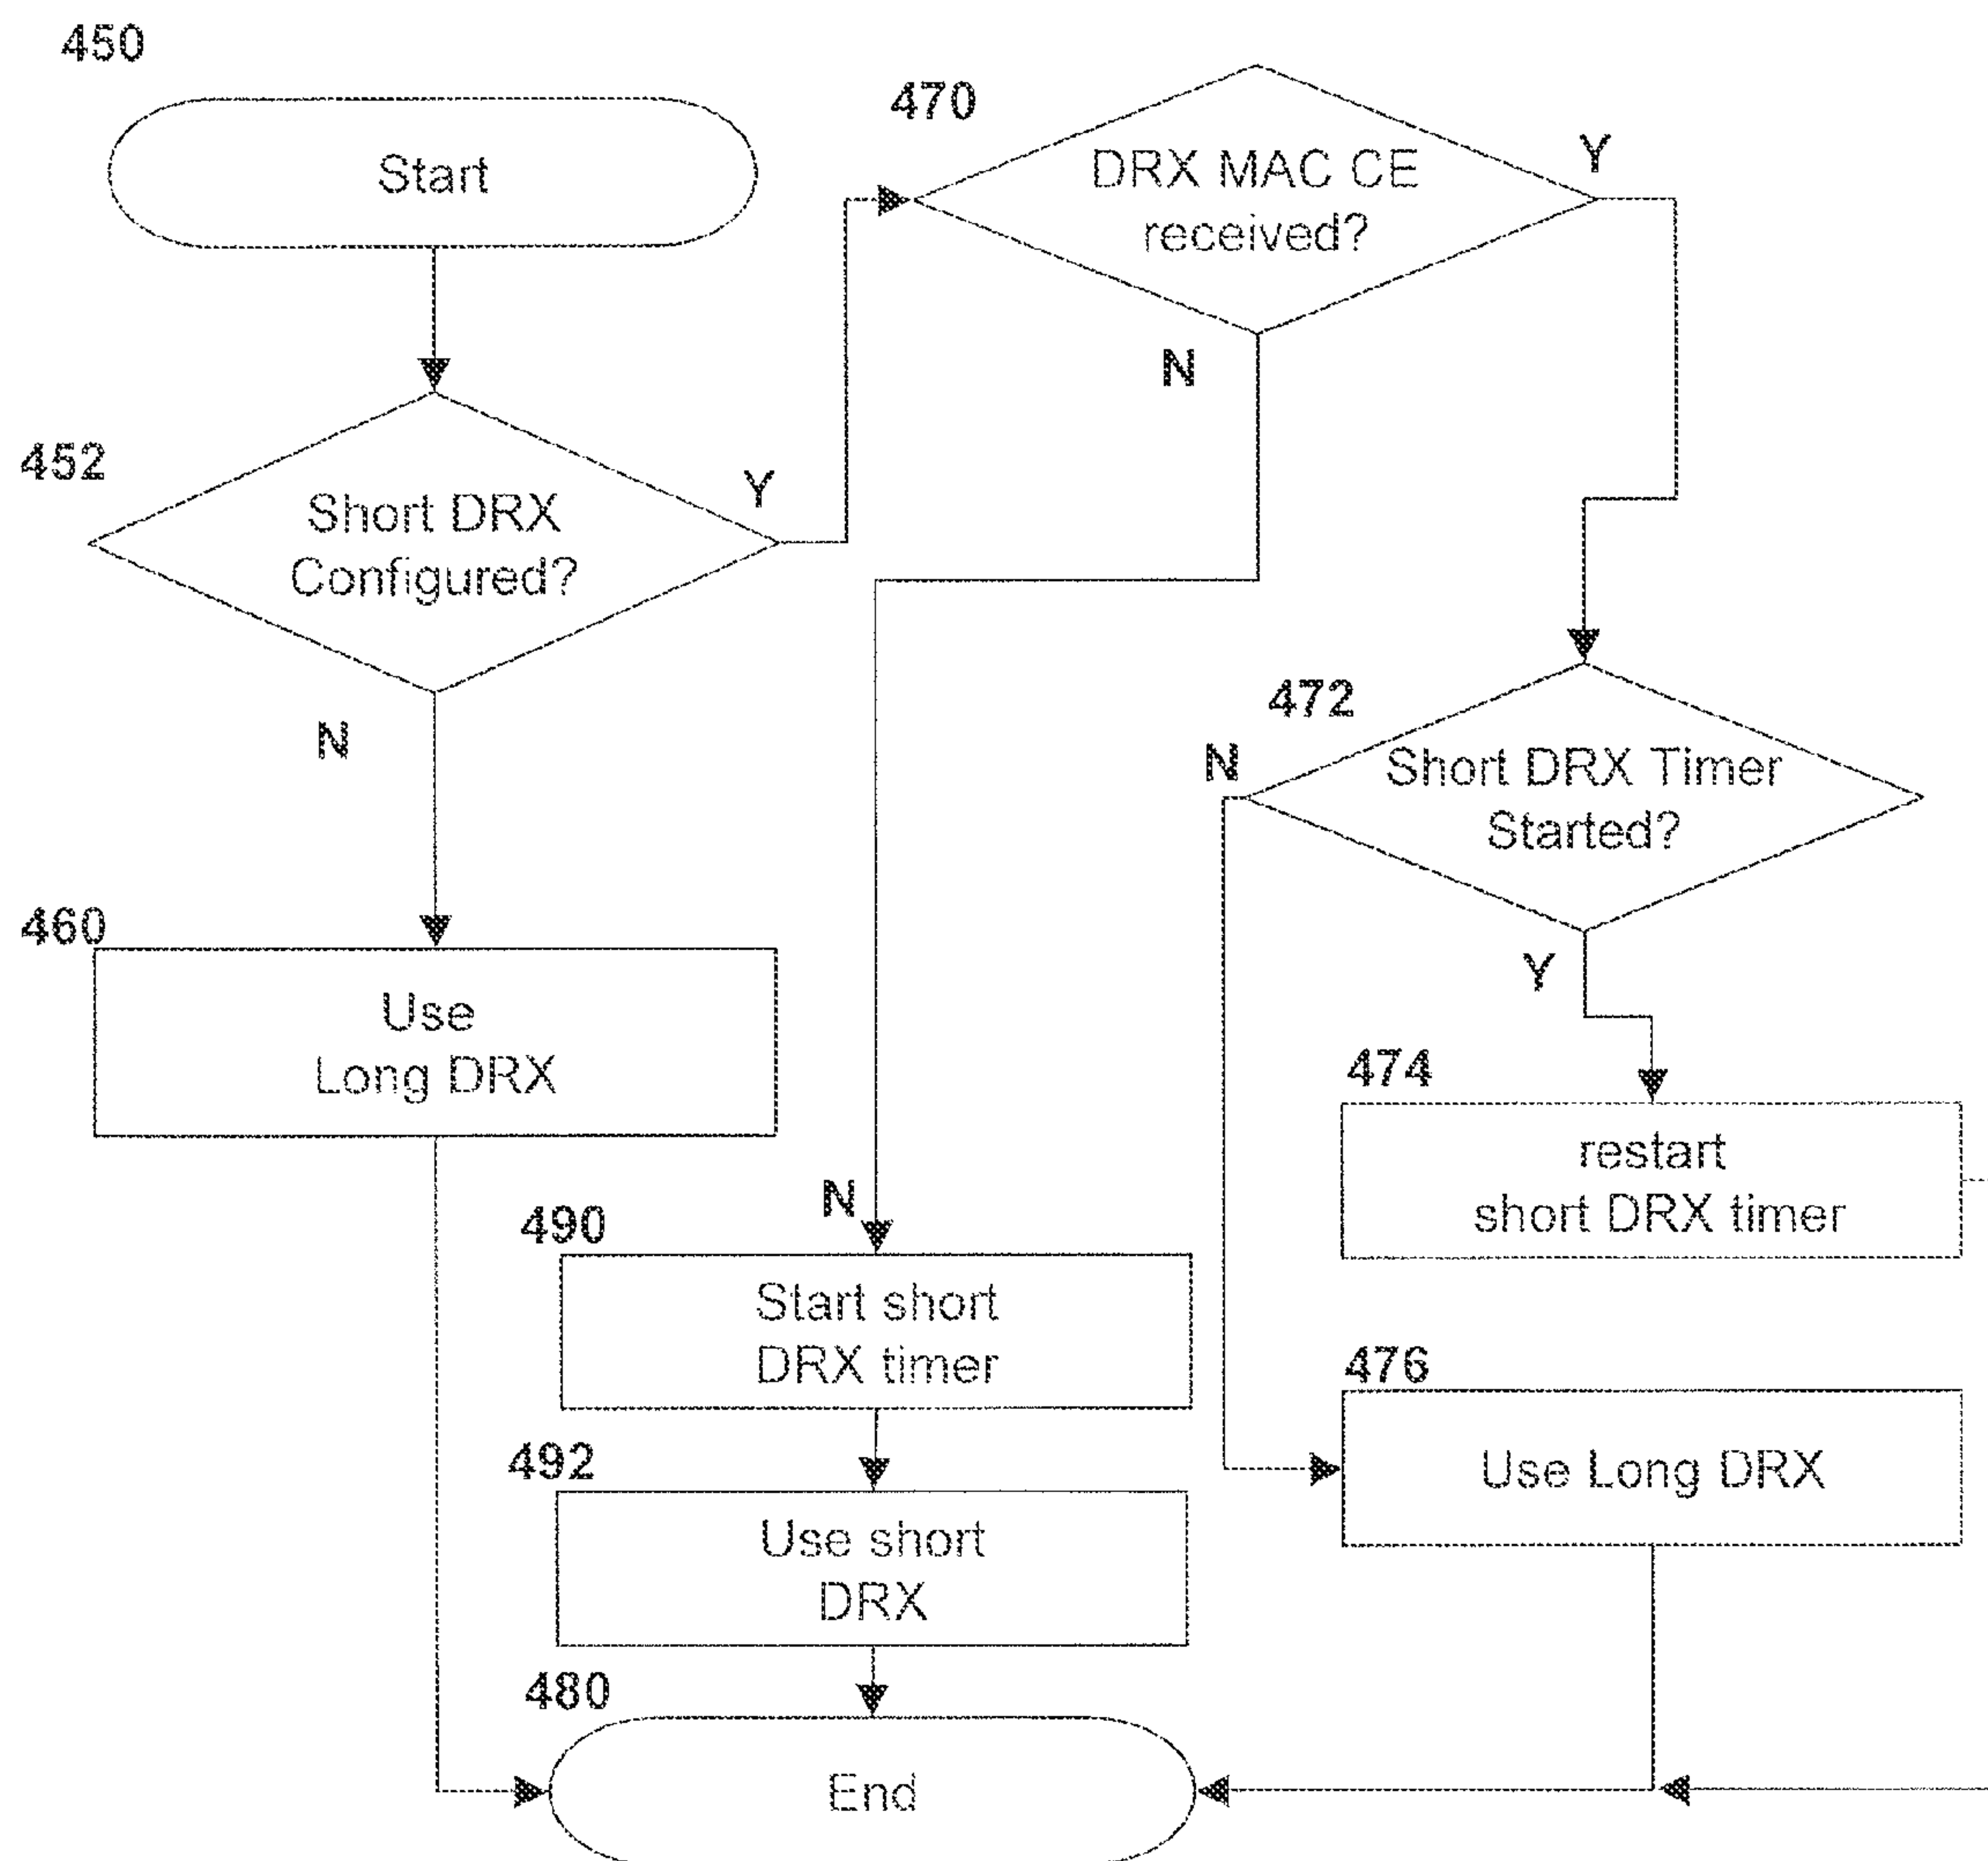 450
Start
452
Short DRX
Configured?
Y
N
460
Use
Long DRX
470
DRX MAC CE
received?
Y
N
472
Short DRX Timer
Started?
N
Y
474
restart
short DRX timer
476
Use Long DRX
N
490
Start short
DRX timer
492
Use short
DRX
480
End